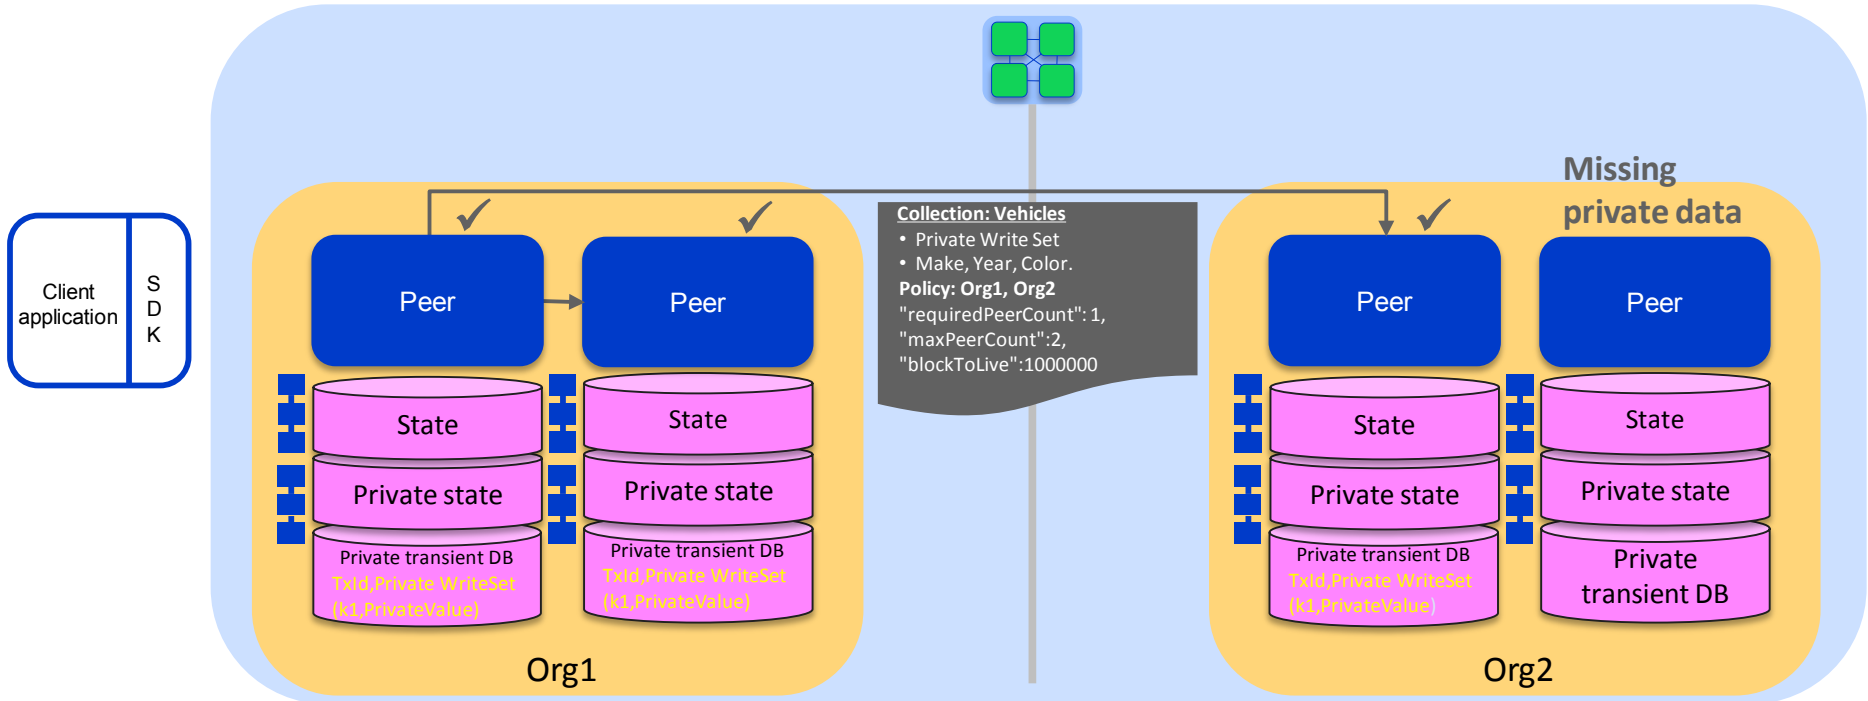 Client
application
S
D
K
Peer
State
Private state
Private transient DB
TxId,Private WriteSet
(k1,PrivateValue)
Peer
State
Private state
Private transient DB
TxId,Private WriteSet
(k1,PrivateValue)
Org1
Collection: Vehicles
• Private Write Set
• Make, Year, Color.
Policy: Org1, Org2
"requiredPeerCount": 1,
"maxPeerCount":2,
"blockToLive":1000000
Missing
private data
Peer
State
Private state
Private transient DB
TxId,Private WriteSet
(k1,PrivateValue)
Peer
State
Private state
Private
transient DB
Org2